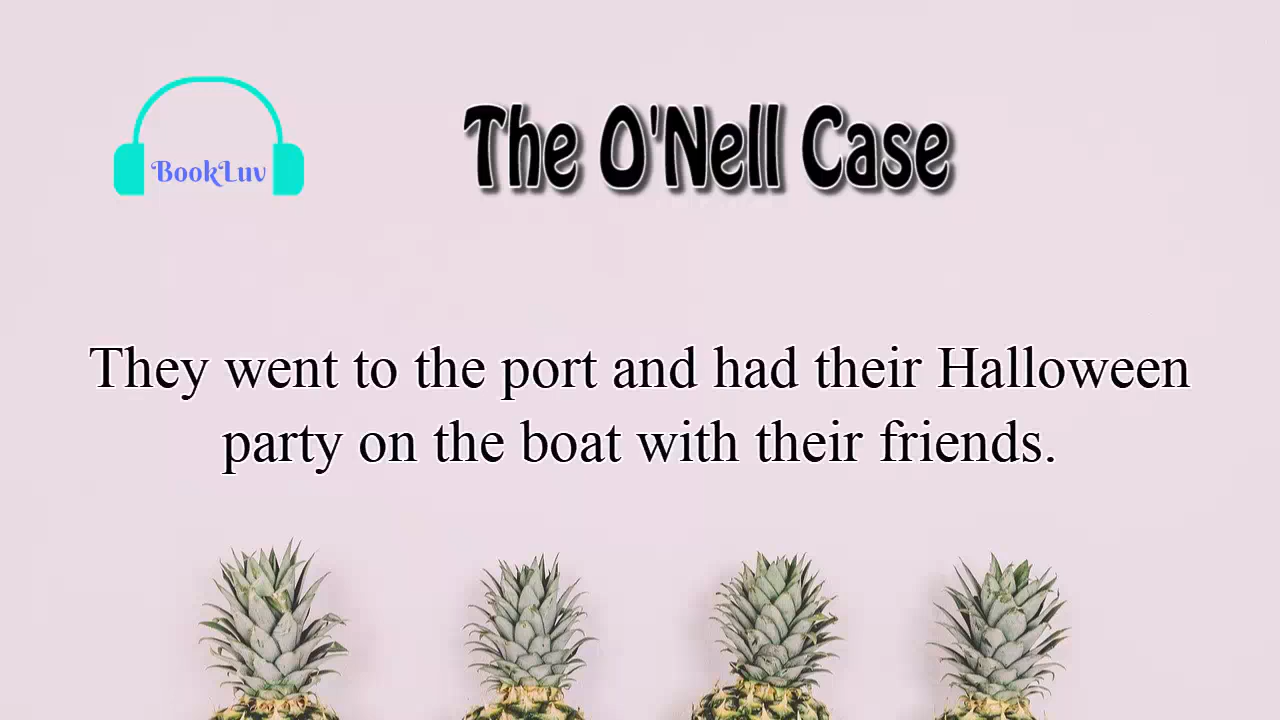 BookLuv
The O'Nell Case
They went to the port and had their Halloween
party on the boat with their friends.